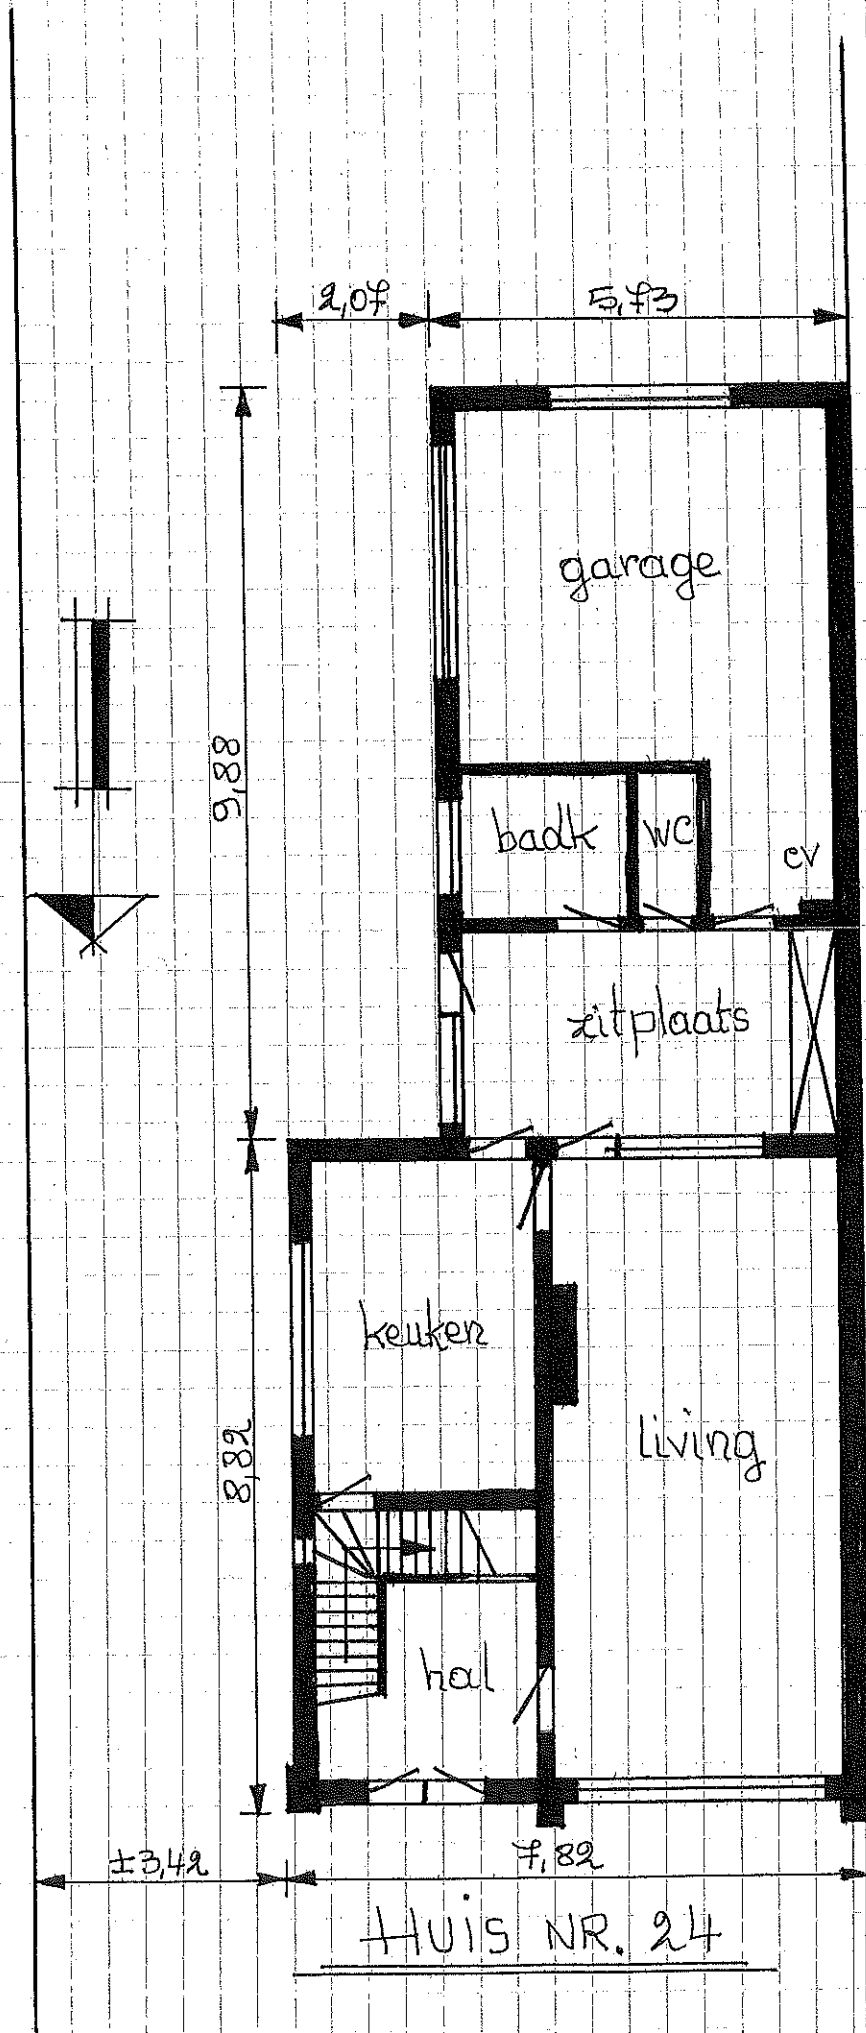 2,07 5,73
garage
9,88
badk WC
cv
zitplaats
keuken
living
8,82
hal
±3,42 7,82
HUIS NR. 24